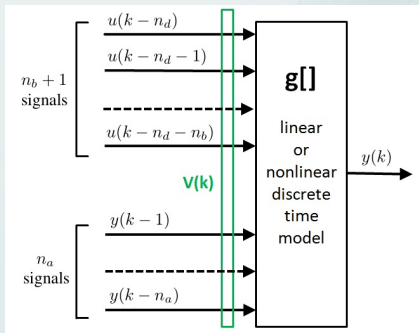 u(k − n_d)
u(k − n_d − 1)
n_b + 1
signals
u(k − n_d − n_b)
V(k)
y(k − 1)
n_a
signals
y(k − n_a)
g[]
linear
or
nonlinear
discrete
time
model
y(k)